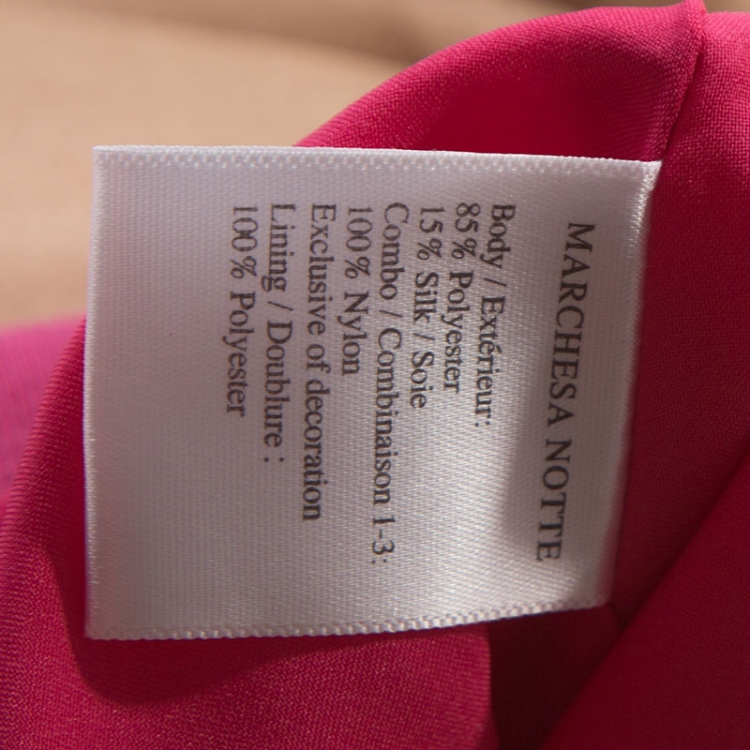 MARCHESA NOTTE
Body / Extérieur:
85% Polyester
15% Silk / Soie
Combo / Combinaison 1-3:
100% Nylon
Exclusive of decoration
Lining / Doublure :
100% Polyester